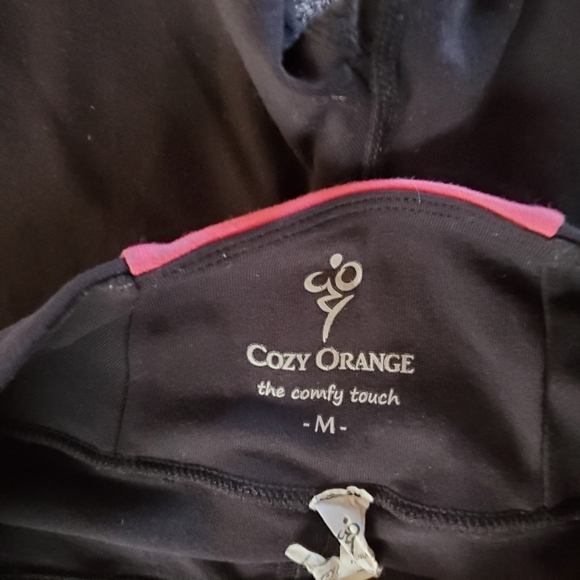 COZY ORANGE
the comfy touch
- M -